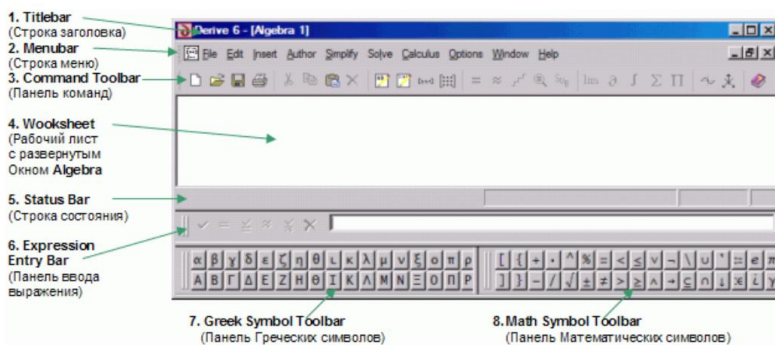 1. Titlebar
(Строка заголовка)
2. Menubar
(Строка меню)
3. Command Toolbar
(Панель команд)
4. Wooksheet
(Рабочий лист
с развернутым
Окном Algebra
5. Status Bar
(Строка состояния)
6. Expression
Entry Bar
(Панель ввода
выражения)
Derive 6 - [Algebra 1]
File Edit Insert Author Simplify Solve Calculus Options Window Help
lim ∂ ∫ Σ Π
α β γ δ ε ζ η θ ι κ λ μ ν ξ ο π ρ
Α Β Γ Δ Ε Ζ Η Θ Ι Κ Λ Μ Ν Ξ Ο Π Ρ
[ { + · ^ % = < ≤ ∨ ¬ \ ∪ ` := e π
] } − / √ ± ≠ > ≥ ∧ → ⊆ ∩ ↓ ї γ
7. Greek Symbol Toolbar
(Панель Греческих символов)
8.Math Symbol Toolbar
(Панель Математических символов)